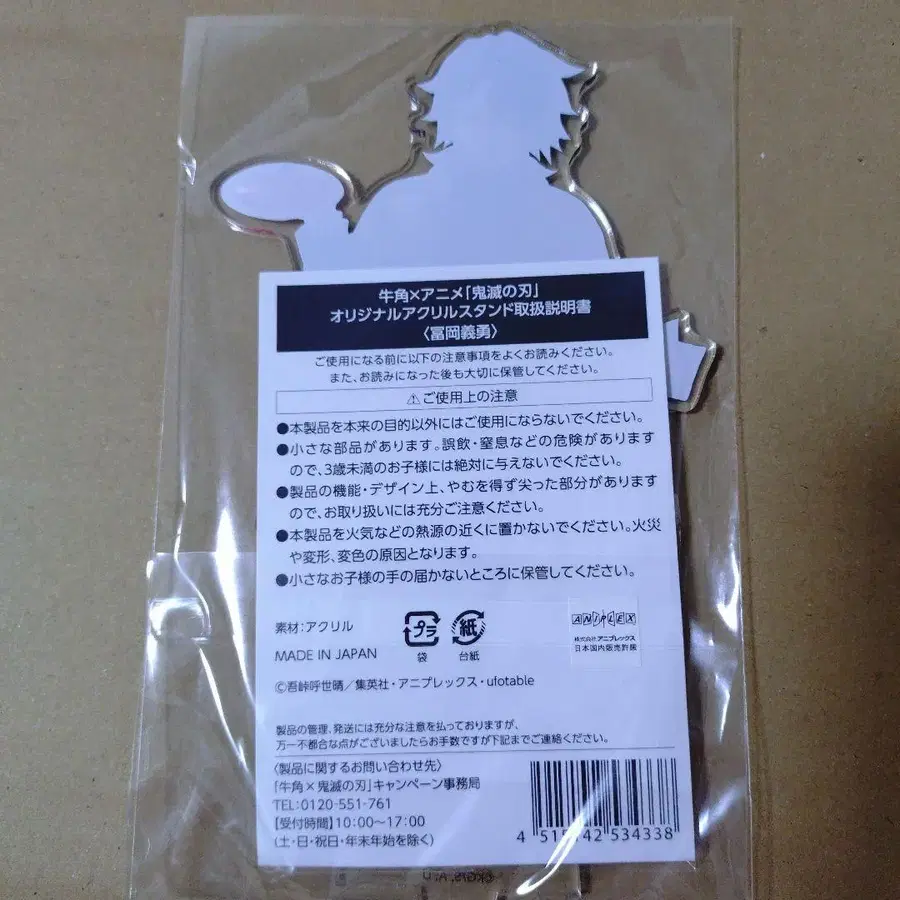 牛角×アニメ「鬼滅の刃」
オリジナルアクリルスタンド取扱説明書
〈冨岡義勇〉
ご使用になる前に以下の注意事項をよくお読みください。
また、お読みになった後も大切に保管してください。
⚠ご使用上の注意
●本製品を本来の目的以外にはご使用にならないでください。
●小さな部品があります。誤飲・窒息などの危険があります
ので、3歳未満のお子様には絶対に与えないでください。
●製品の機能・デザイン上、やむを得ず尖った部分があります
ので、お取り扱いには充分ご注意ください。
●本製品を火気などの熱源の近くに置かないでください。火災
や変形、変色の原因となります。
●小さなお子様の手の届かないところに保管してください。
素材:アクリル
プラ
袋
紙
台紙
ANIPLEX
株式会社アニプレックス
日本国内販売許諾
MADE IN JAPAN
©吾峠呼世晴/集英社・アニプレックス・ufotable
製品の管理、発送には充分な注意を払っておりますが、
万一不都合な点がございましたらお手数ですが下記までご連絡ください。
〈製品に関するお問い合わせ先〉
「牛角×鬼滅の刃」キャンペーン事務局
TEL:0120-551-761
【受付時間】10:00〜17:00
(土・日・祝日・年末年始を除く)
4 515742 534338